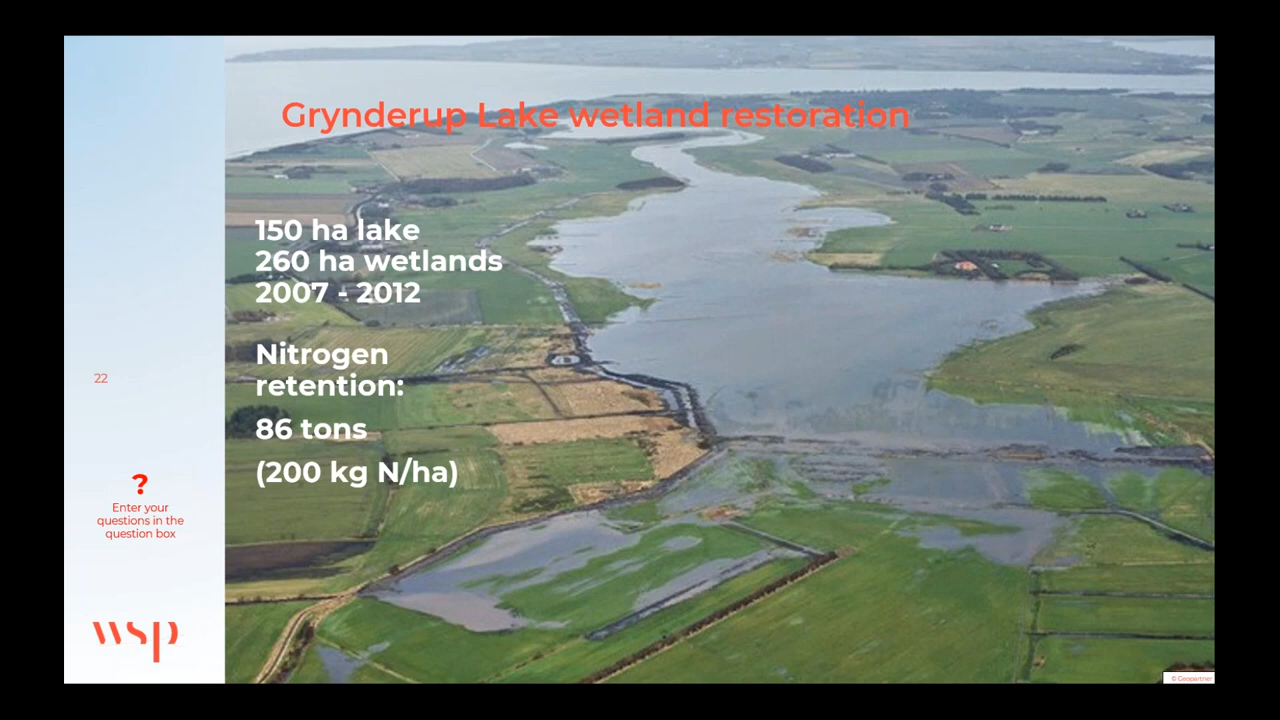 Grynderup Lake wetland restoration
150 ha lake
260 ha wetlands
2007 - 2012
Nitrogen
retention:
86 tons
(200 kg N/ha)
22
?
Enter your
questions in the
question box
wsp
© Geopartner